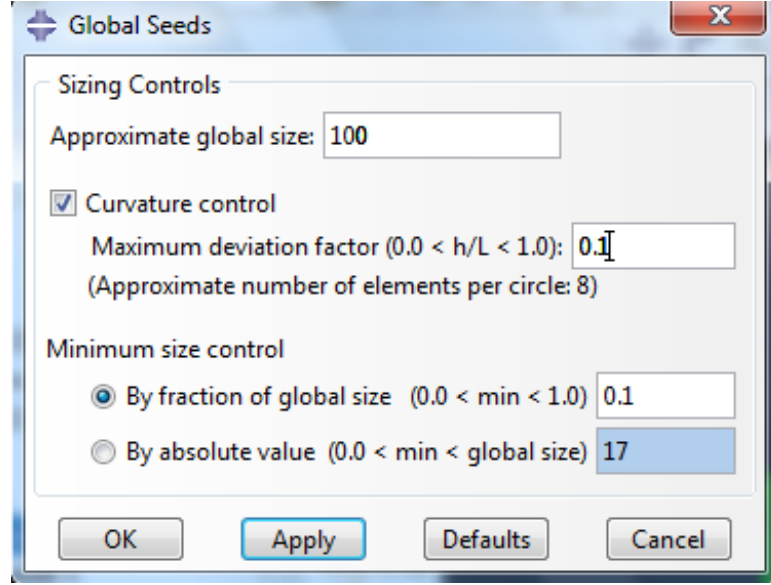 Global Seeds
Sizing Controls
Approximate global size: 100
Curvature control
Maximum deviation factor (0.0 < h/L < 1.0): 0.1
(Approximate number of elements per circle: 8)
Minimum size control
By fraction of global size (0.0 < min < 1.0) 0.1
By absolute value (0.0 < min < global size) 17
OK Apply Defaults Cancel